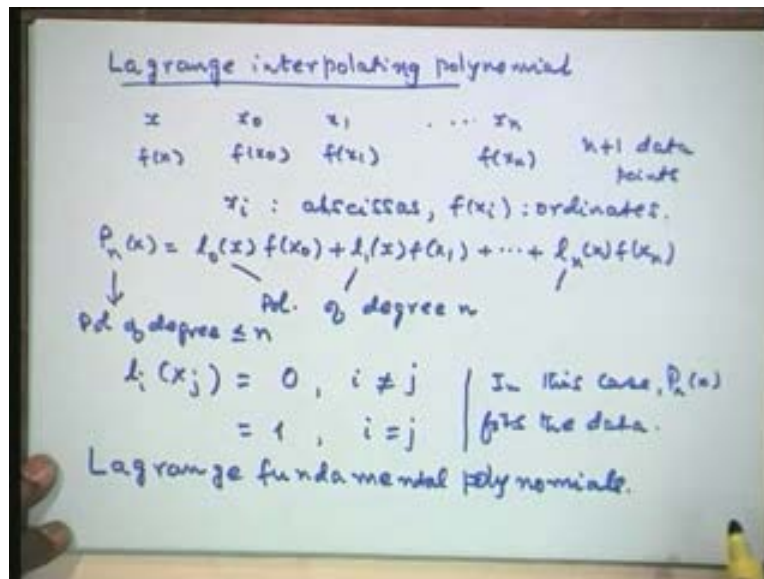 Lagrange interpolating polynomial
x x₀ x₁ .... xₙ
f(x) f(x₀) f(x₁) f(xₙ) n+1 data points
xᵢ : abscissas, f(xᵢ) : ordinates.
Pₙ(x) = l₀(x) f(x₀) + l₁(x) f(x₁) + ··· + lₙ(x) f(xₙ)
Pol. of degree n
Pol of degree ≤ n
lᵢ (xⱼ) = 0 , i ≠ j | In this case, Pₙ(x)
= 1 , i = j | fits the data.
Lagrange fundamental polynomials.